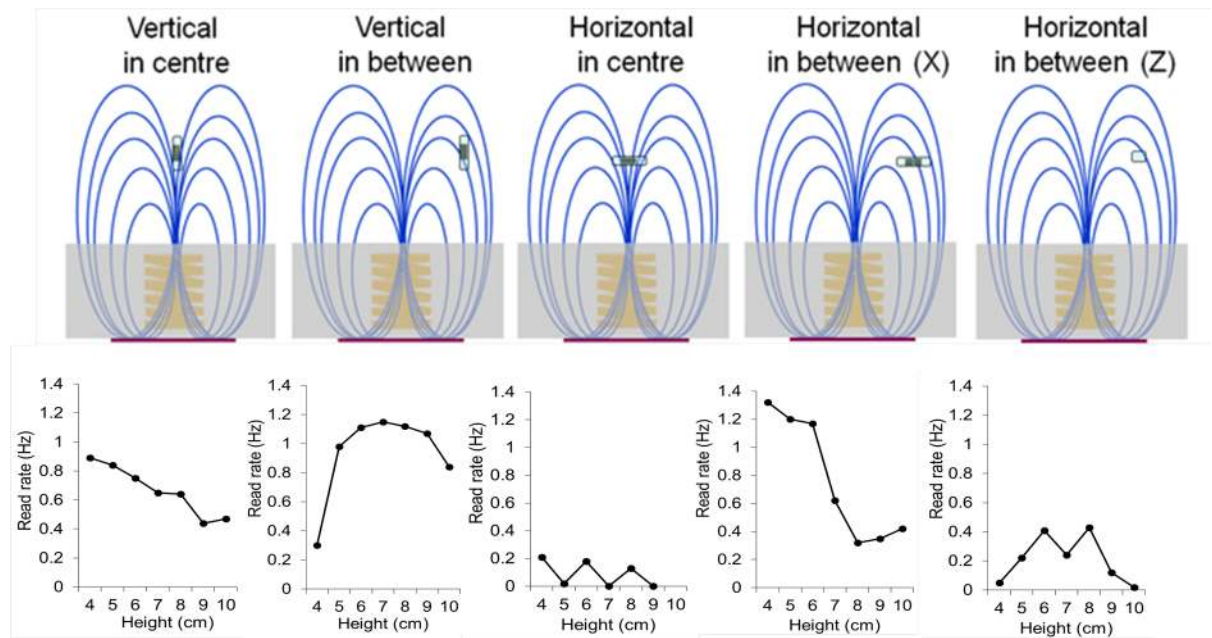 Vertical
in centre
Vertical
in between
Horizontal
in centre
Horizontal
in between (X)
Horizontal
in between (Z)
Read rate (Hz)
1.4
1.2
1
0.8
0.6
0.4
0.2
0
4 5 6 7 8 9 10
Height (cm)
Read rate (Hz)
1.4
1.2
1
0.8
0.6
0.4
0.2
0
4 5 6 7 8 9 10
Height (cm)
Read rate (Hz)
1.4
1.2
1
0.8
0.6
0.4
0.2
0
4 5 6 7 8 9 10
Height (cm)
Read rate (Hz)
1.4
1.2
1
0.8
0.6
0.4
0.2
0
4 5 6 7 8 9 10
Height (cm)
Read rate (Hz)
1.4
1.2
1
0.8
0.6
0.4
0.2
0
4 5 6 7 8 9 10
Height (cm)